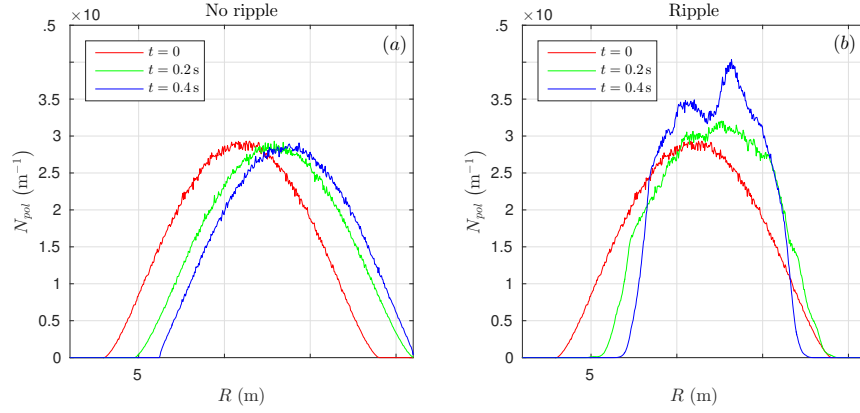 No ripple
×10
(a)
t = 0
t = 0.2 s
t = 0.4 s
.5
3.5
3
2.5
2
1.5
1
.5
0
N_pol (m⁻¹)
5
R (m)
Ripple
×10
(b)
t = 0
t = 0.2 s
t = 0.4 s
.5
3.5
3
2.5
2
1.5
1
.5
0
N_pol (m⁻¹)
5
R (m)